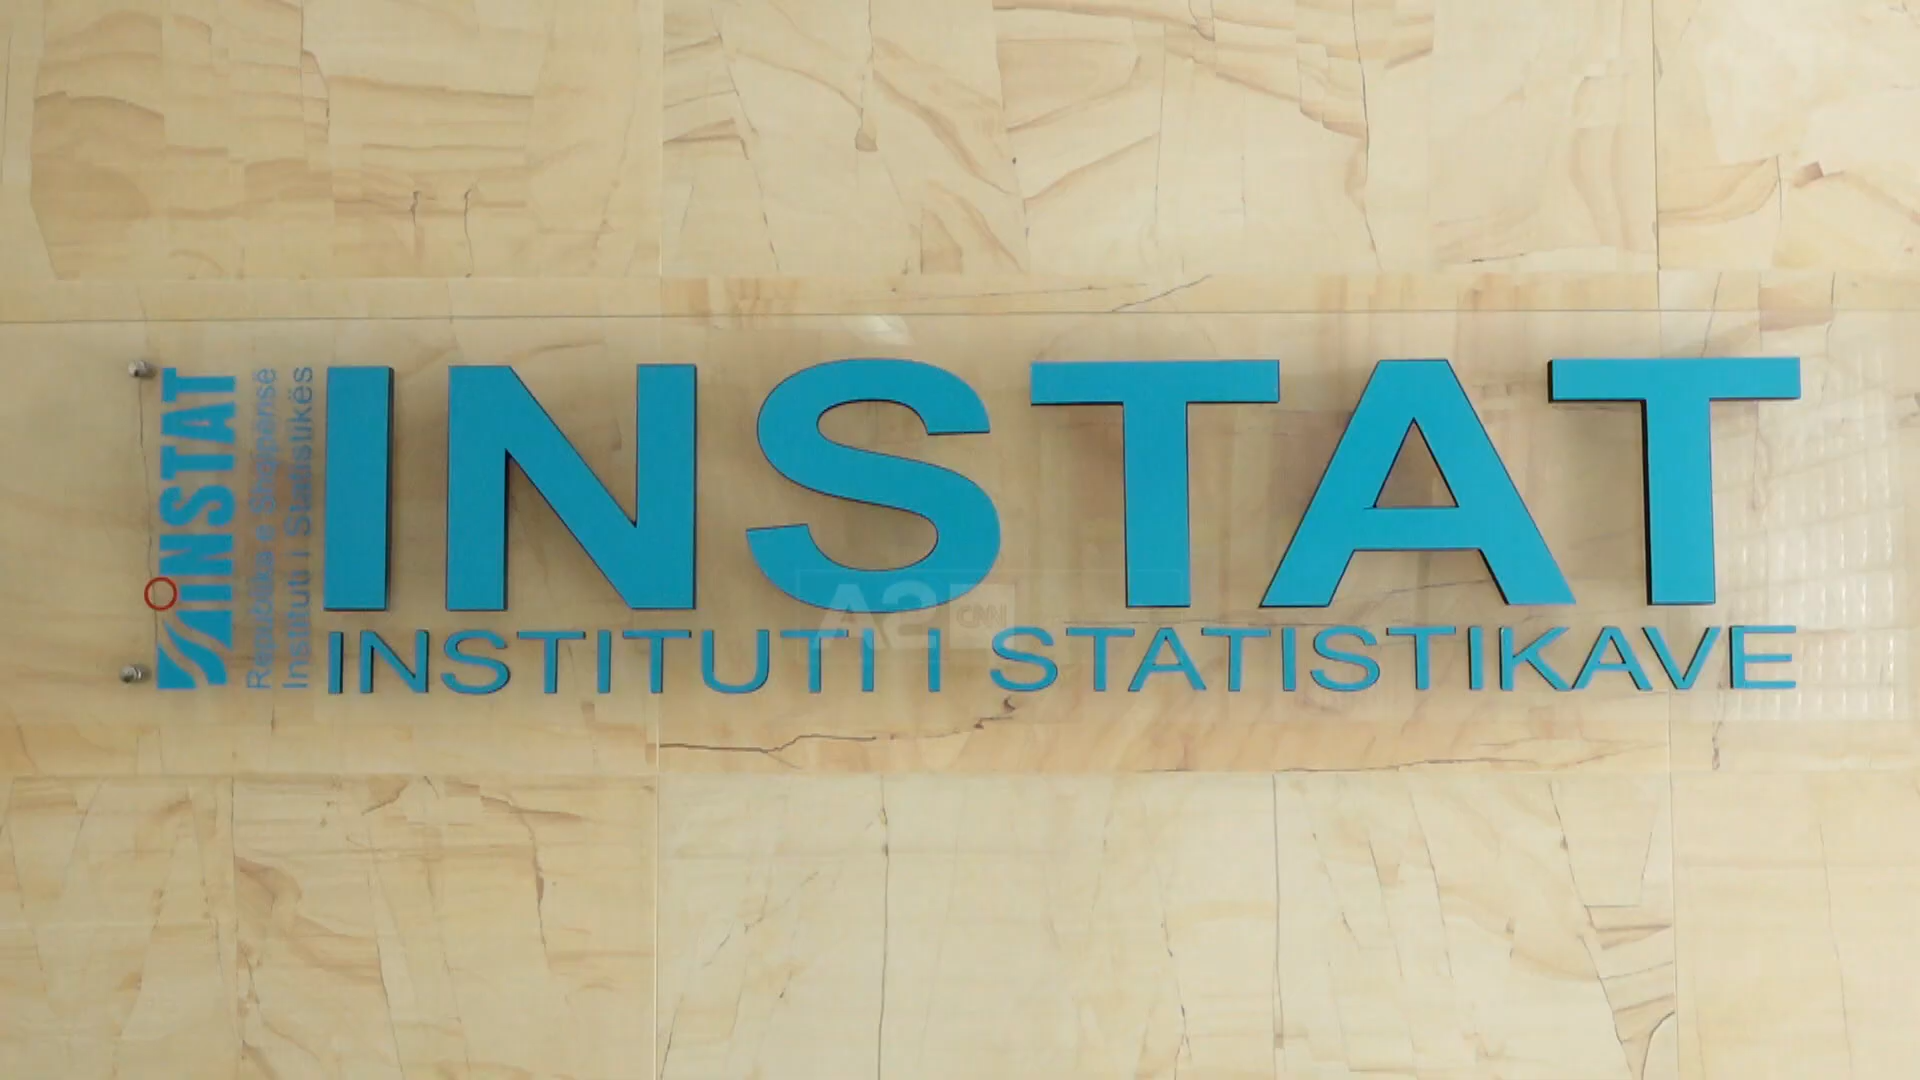 INSTAT
Republika e Shqipërisë
Instituti i Statistikës
INSTAT
INSTITUTI I STATISTIKAVE
A2 CNN